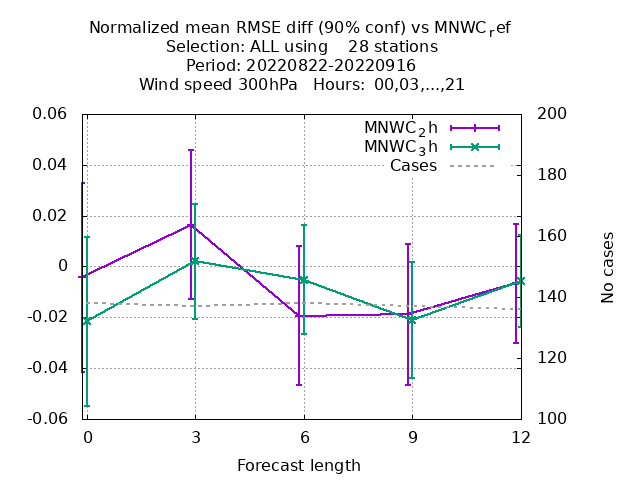 Normalized mean RMSE diff (90% conf) vs MNWC_ref
Selection: ALL using    28 stations
Period: 20220822-20220916
Wind speed 300hPa   Hours: 00,03,...,21
MNWC_2h
MNWC_3h
Cases
0.06
0.04
0.02
0
-0.02
-0.04
-0.06
200
180
160
140
120
100
No cases
0 3 6 9 12
Forecast length